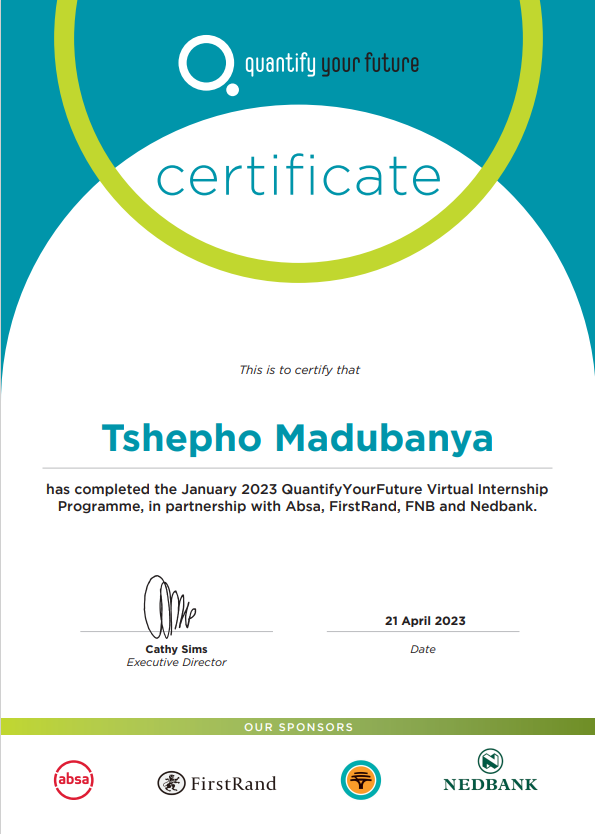 quantify your future
certificate
This is to certify that
Tshepho Madubanya
has completed the January 2023 QuantifyYourFuture Virtual Internship
Programme, in partnership with Absa, FirstRand, FNB and Nedbank.
21 April 2023
Cathy Sims
Date
Executive Director
OUR SPONSORS
absa
FirstRand
NEDBANK